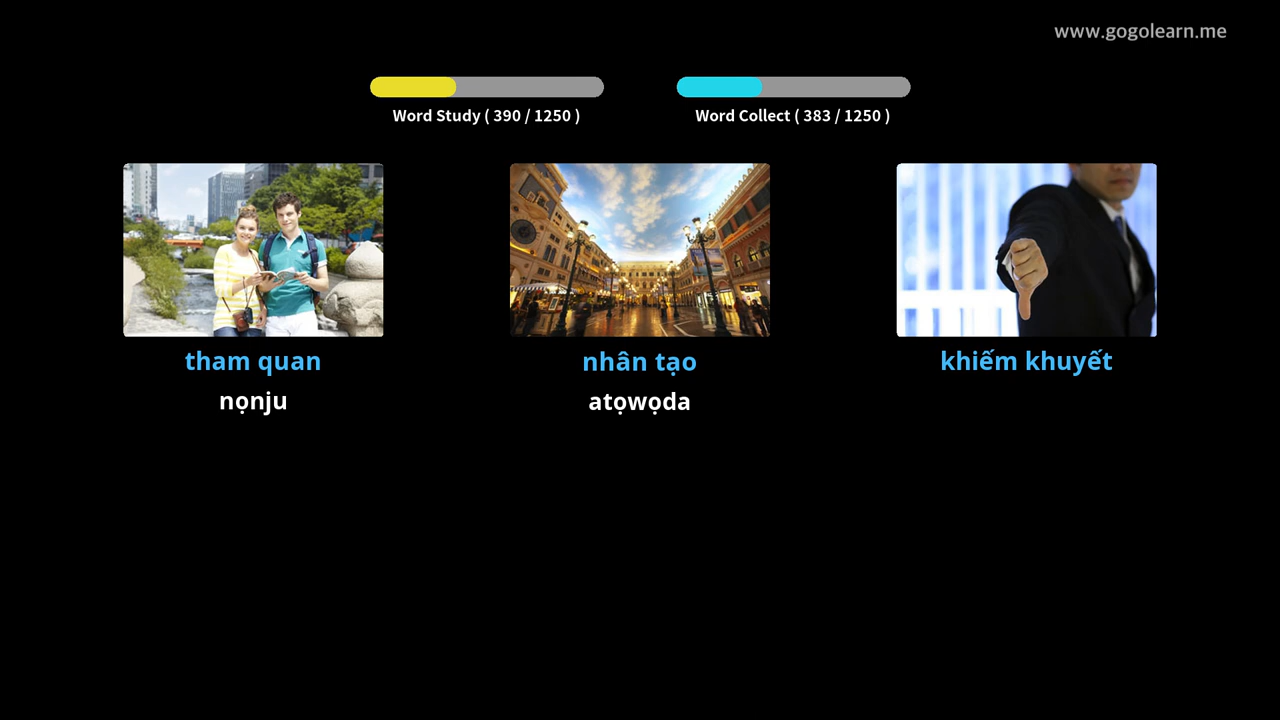 www.gogolearn.me
Word Study ( 390 / 1250 )
Word Collect ( 383 / 1250 )
tham quan
nọnju
nhân tạo
atọwọda
khiếm khuyết